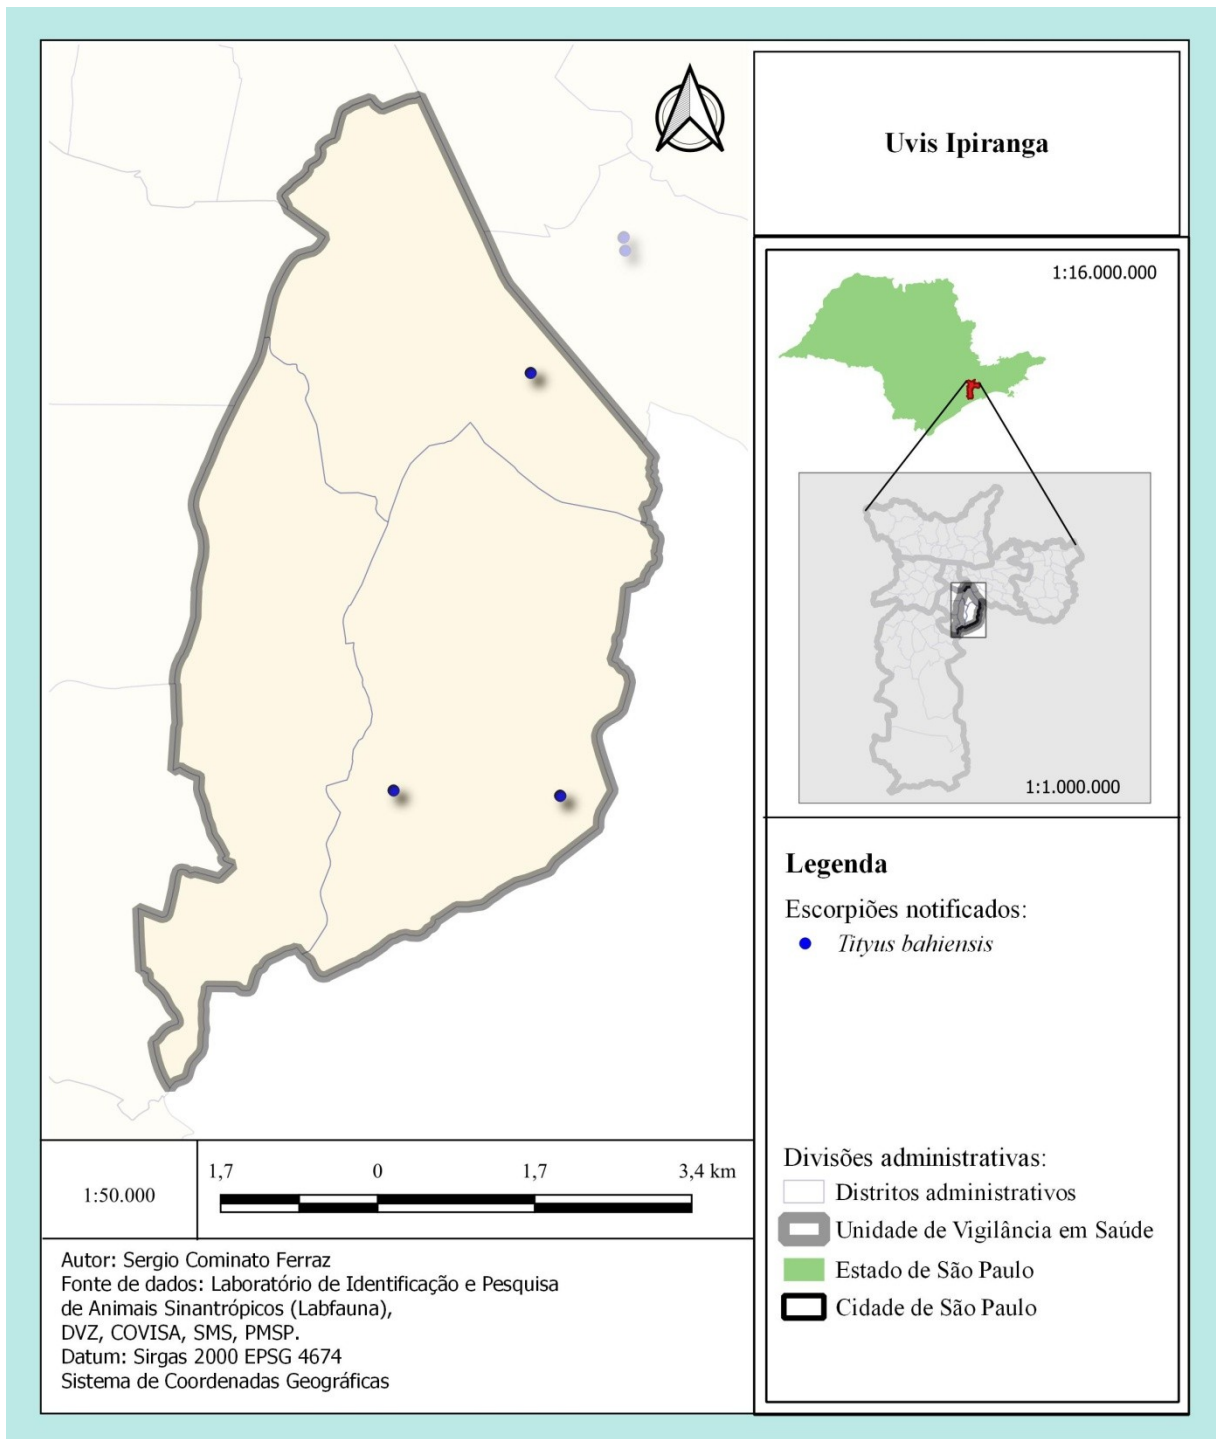 Uvis Ipiranga
1:16.000.000
1:1.000.000
Legenda
Escorpiões notificados:
Tityus bahiensis
Divisões administrativas:
Distritos administrativos
Unidade de Vigilância em Saúde
Estado de São Paulo
Cidade de São Paulo
1:50.000
1,7 0 1,7 3,4 km
Autor: Sergio Cominato Ferraz
Fonte de dados: Laboratório de Identificação e Pesquisa
de Animais Sinantrópicos (Labfauna),
DVZ, COVISA, SMS, PMSP.
Datum: Sirgas 2000 EPSG 4674
Sistema de Coordenadas Geográficas